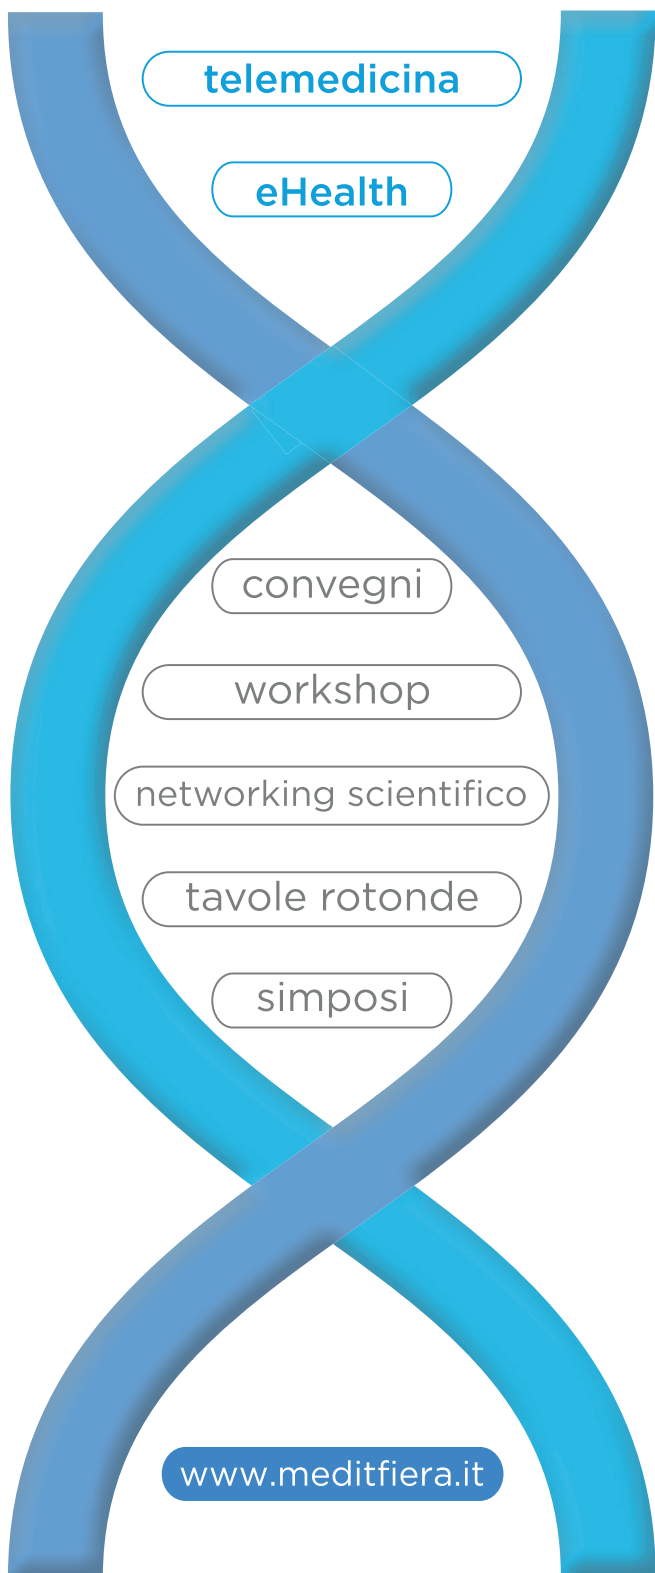 telemedicina
eHealth
convegni
workshop
networking scientifico
tavole rotonde
simposi
www.meditfiera.it